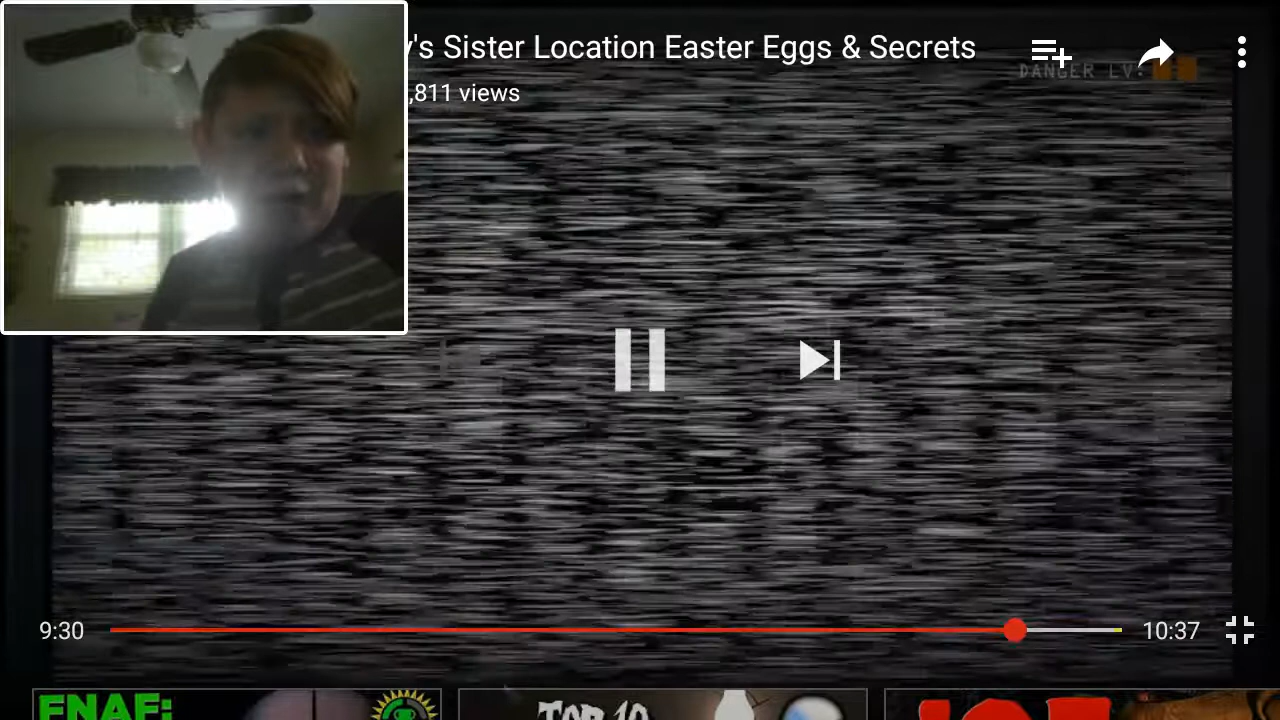 y's Sister Location Easter Eggs & Secrets
,811 views
DANGER LV:
9:30
10:37
FNAF:
TOP 10